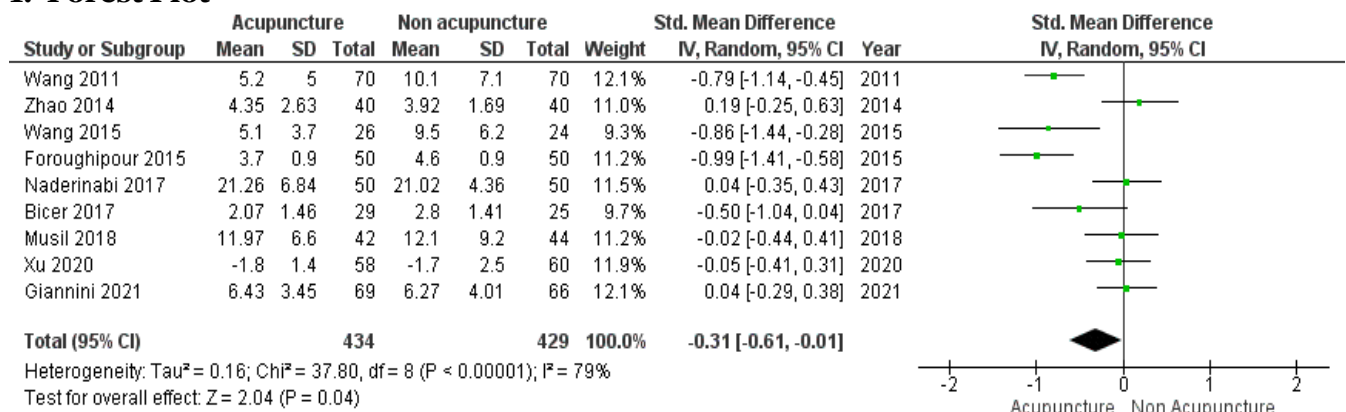 1. Forest Plot
Acupuncture Non acupuncture Std. Mean Difference Std. Mean Difference
Study or Subgroup Mean SD Total Mean SD Total Weight IV, Random, 95% CI Year IV, Random, 95% CI
Wang 2011 5.2 5 70 10.1 7.1 70 12.1% -0.79 [-1.14, -0.45] 2011
Zhao 2014 4.35 2.63 40 3.92 1.69 40 11.0% 0.19 [-0.25, 0.63] 2014
Wang 2015 5.1 3.7 26 9.5 6.2 24 9.3% -0.86 [-1.44, -0.28] 2015
Foroughipour 2015 3.7 0.9 50 4.6 0.9 50 11.2% -0.99 [-1.41, -0.58] 2015
Naderinabi 2017 21.26 6.84 50 21.02 4.36 50 11.5% 0.04 [-0.35, 0.43] 2017
Bicer 2017 2.07 1.46 29 2.8 1.41 25 9.7% -0.50 [-1.04, 0.04] 2017
Musil 2018 11.97 6.6 42 12.1 9.2 44 11.2% -0.02 [-0.44, 0.41] 2018
Xu 2020 -1.8 1.4 58 -1.7 2.5 60 11.9% -0.05 [-0.41, 0.31] 2020
Giannini 2021 6.43 3.45 69 6.27 4.01 66 12.1% 0.04 [-0.29, 0.38] 2021
Total (95% CI) 434 429 100.0% -0.31 [-0.61, -0.01]
Heterogeneity: Tau² = 0.16; Chi² = 37.80, df = 8 (P < 0.00001); I² = 79%
Test for overall effect: Z = 2.04 (P = 0.04)
-2 -1 0 1 2
Acupuncture Non Acupuncture